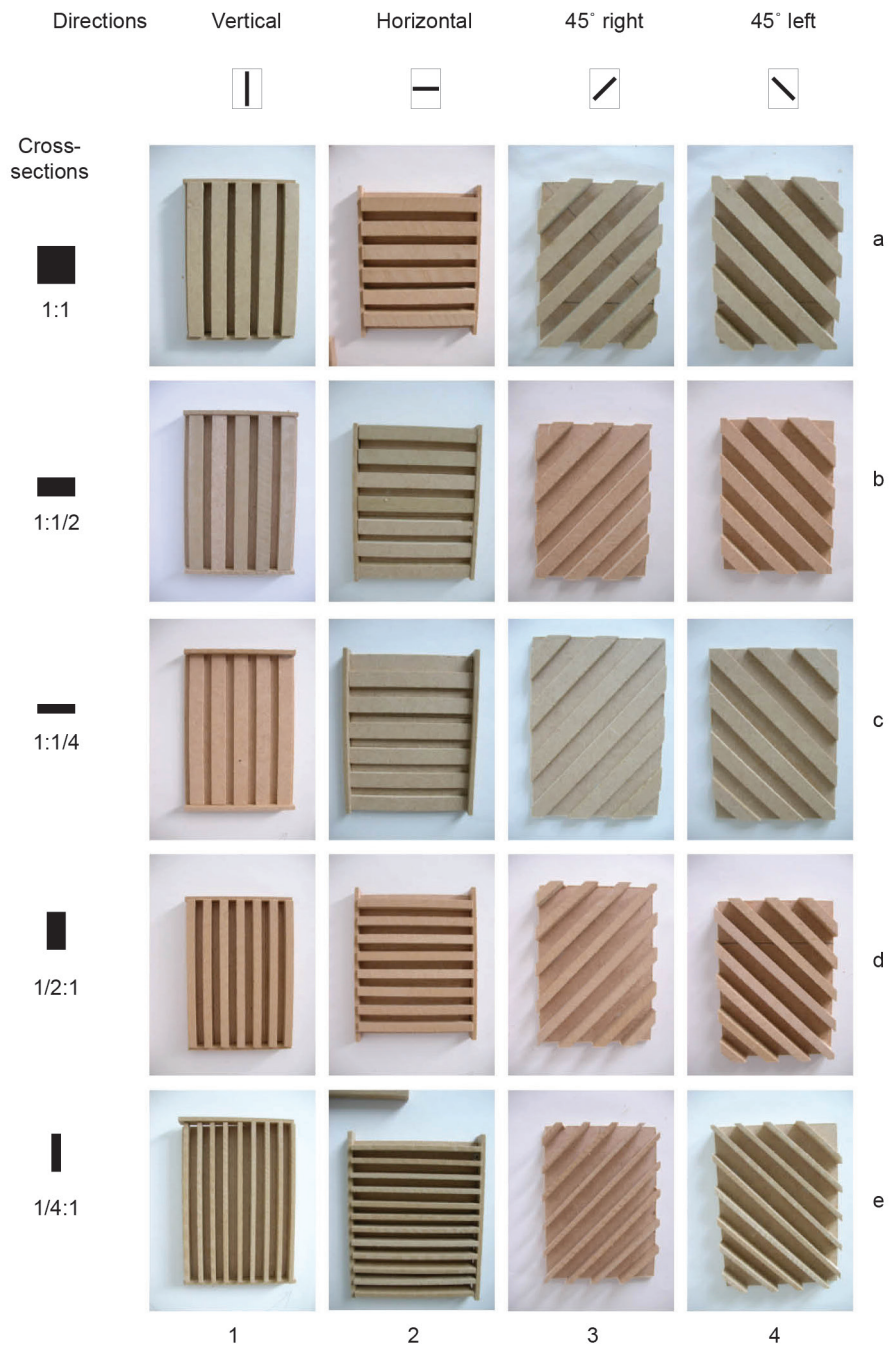 Directions Vertical Horizontal 45° right 45° left
Cross-
sections
a
1:1
b
1:1/2
c
1:1/4
d
1/2:1
e
1/4:1
1 2 3 4